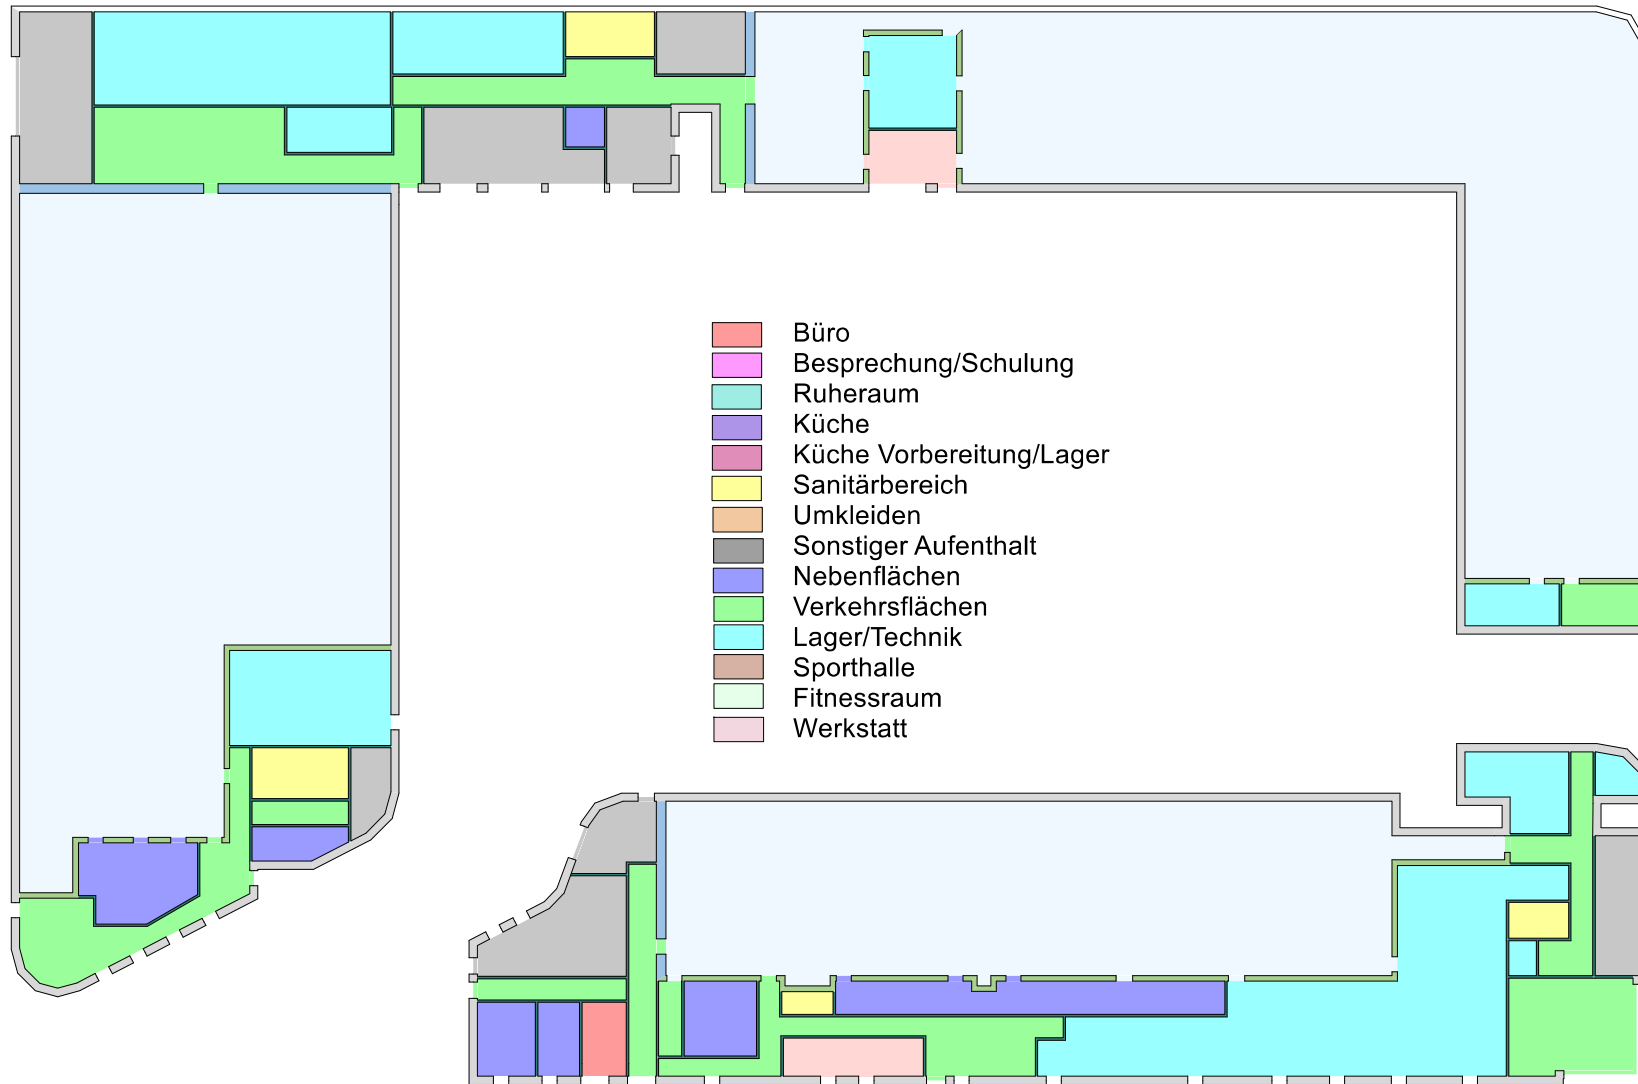 Büro
Besprechung/Schulung
Ruheraum
Küche
Küche Vorbereitung/Lager
Sanitärbereich
Umkleiden
Sonstiger Aufenthalt
Nebenflächen
Verkehrsflächen
Lager/Technik
Sporthalle
Fitnessraum
Werkstatt